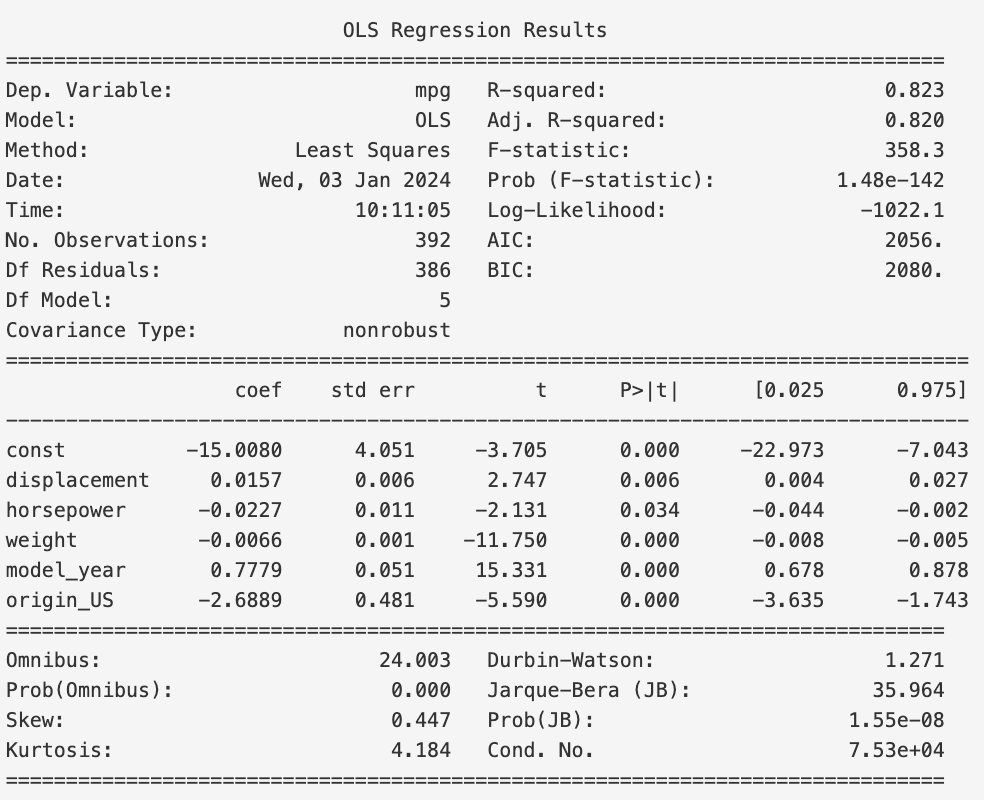 OLS Regression Results
==============================================================================
Dep. Variable:                    mpg   R-squared:                       0.823
Model:                            OLS   Adj. R-squared:                  0.820
Method:                 Least Squares   F-statistic:                     358.3
Date:                Wed, 03 Jan 2024   Prob (F-statistic):          1.48e-142
Time:                        10:11:05   Log-Likelihood:                -1022.1
No. Observations:                 392   AIC:                             2056.
Df Residuals:                     386   BIC:                             2080.
Df Model:                           5
Covariance Type:            nonrobust
================================================================================
                   coef    std err          t      P>|t|      [0.025      0.975]
--------------------------------------------------------------------------------
const          -15.0080      4.051     -3.705      0.000     -22.973      -7.043
displacement     0.0157      0.006      2.747      0.006       0.004       0.027
horsepower      -0.0227      0.011     -2.131      0.034      -0.044      -0.002
weight          -0.0066      0.001    -11.750      0.000      -0.008      -0.005
model_year       0.7779      0.051     15.331      0.000       0.678       0.878
origin_US       -2.6889      0.481     -5.590      0.000      -3.635      -1.743
==============================================================================
Omnibus:                       24.003   Durbin-Watson:                   1.271
Prob(Omnibus):                  0.000   Jarque-Bera (JB):               35.964
Skew:                           0.447   Prob(JB):                     1.55e-08
Kurtosis:                       4.184   Cond. No.                     7.53e+04
==============================================================================